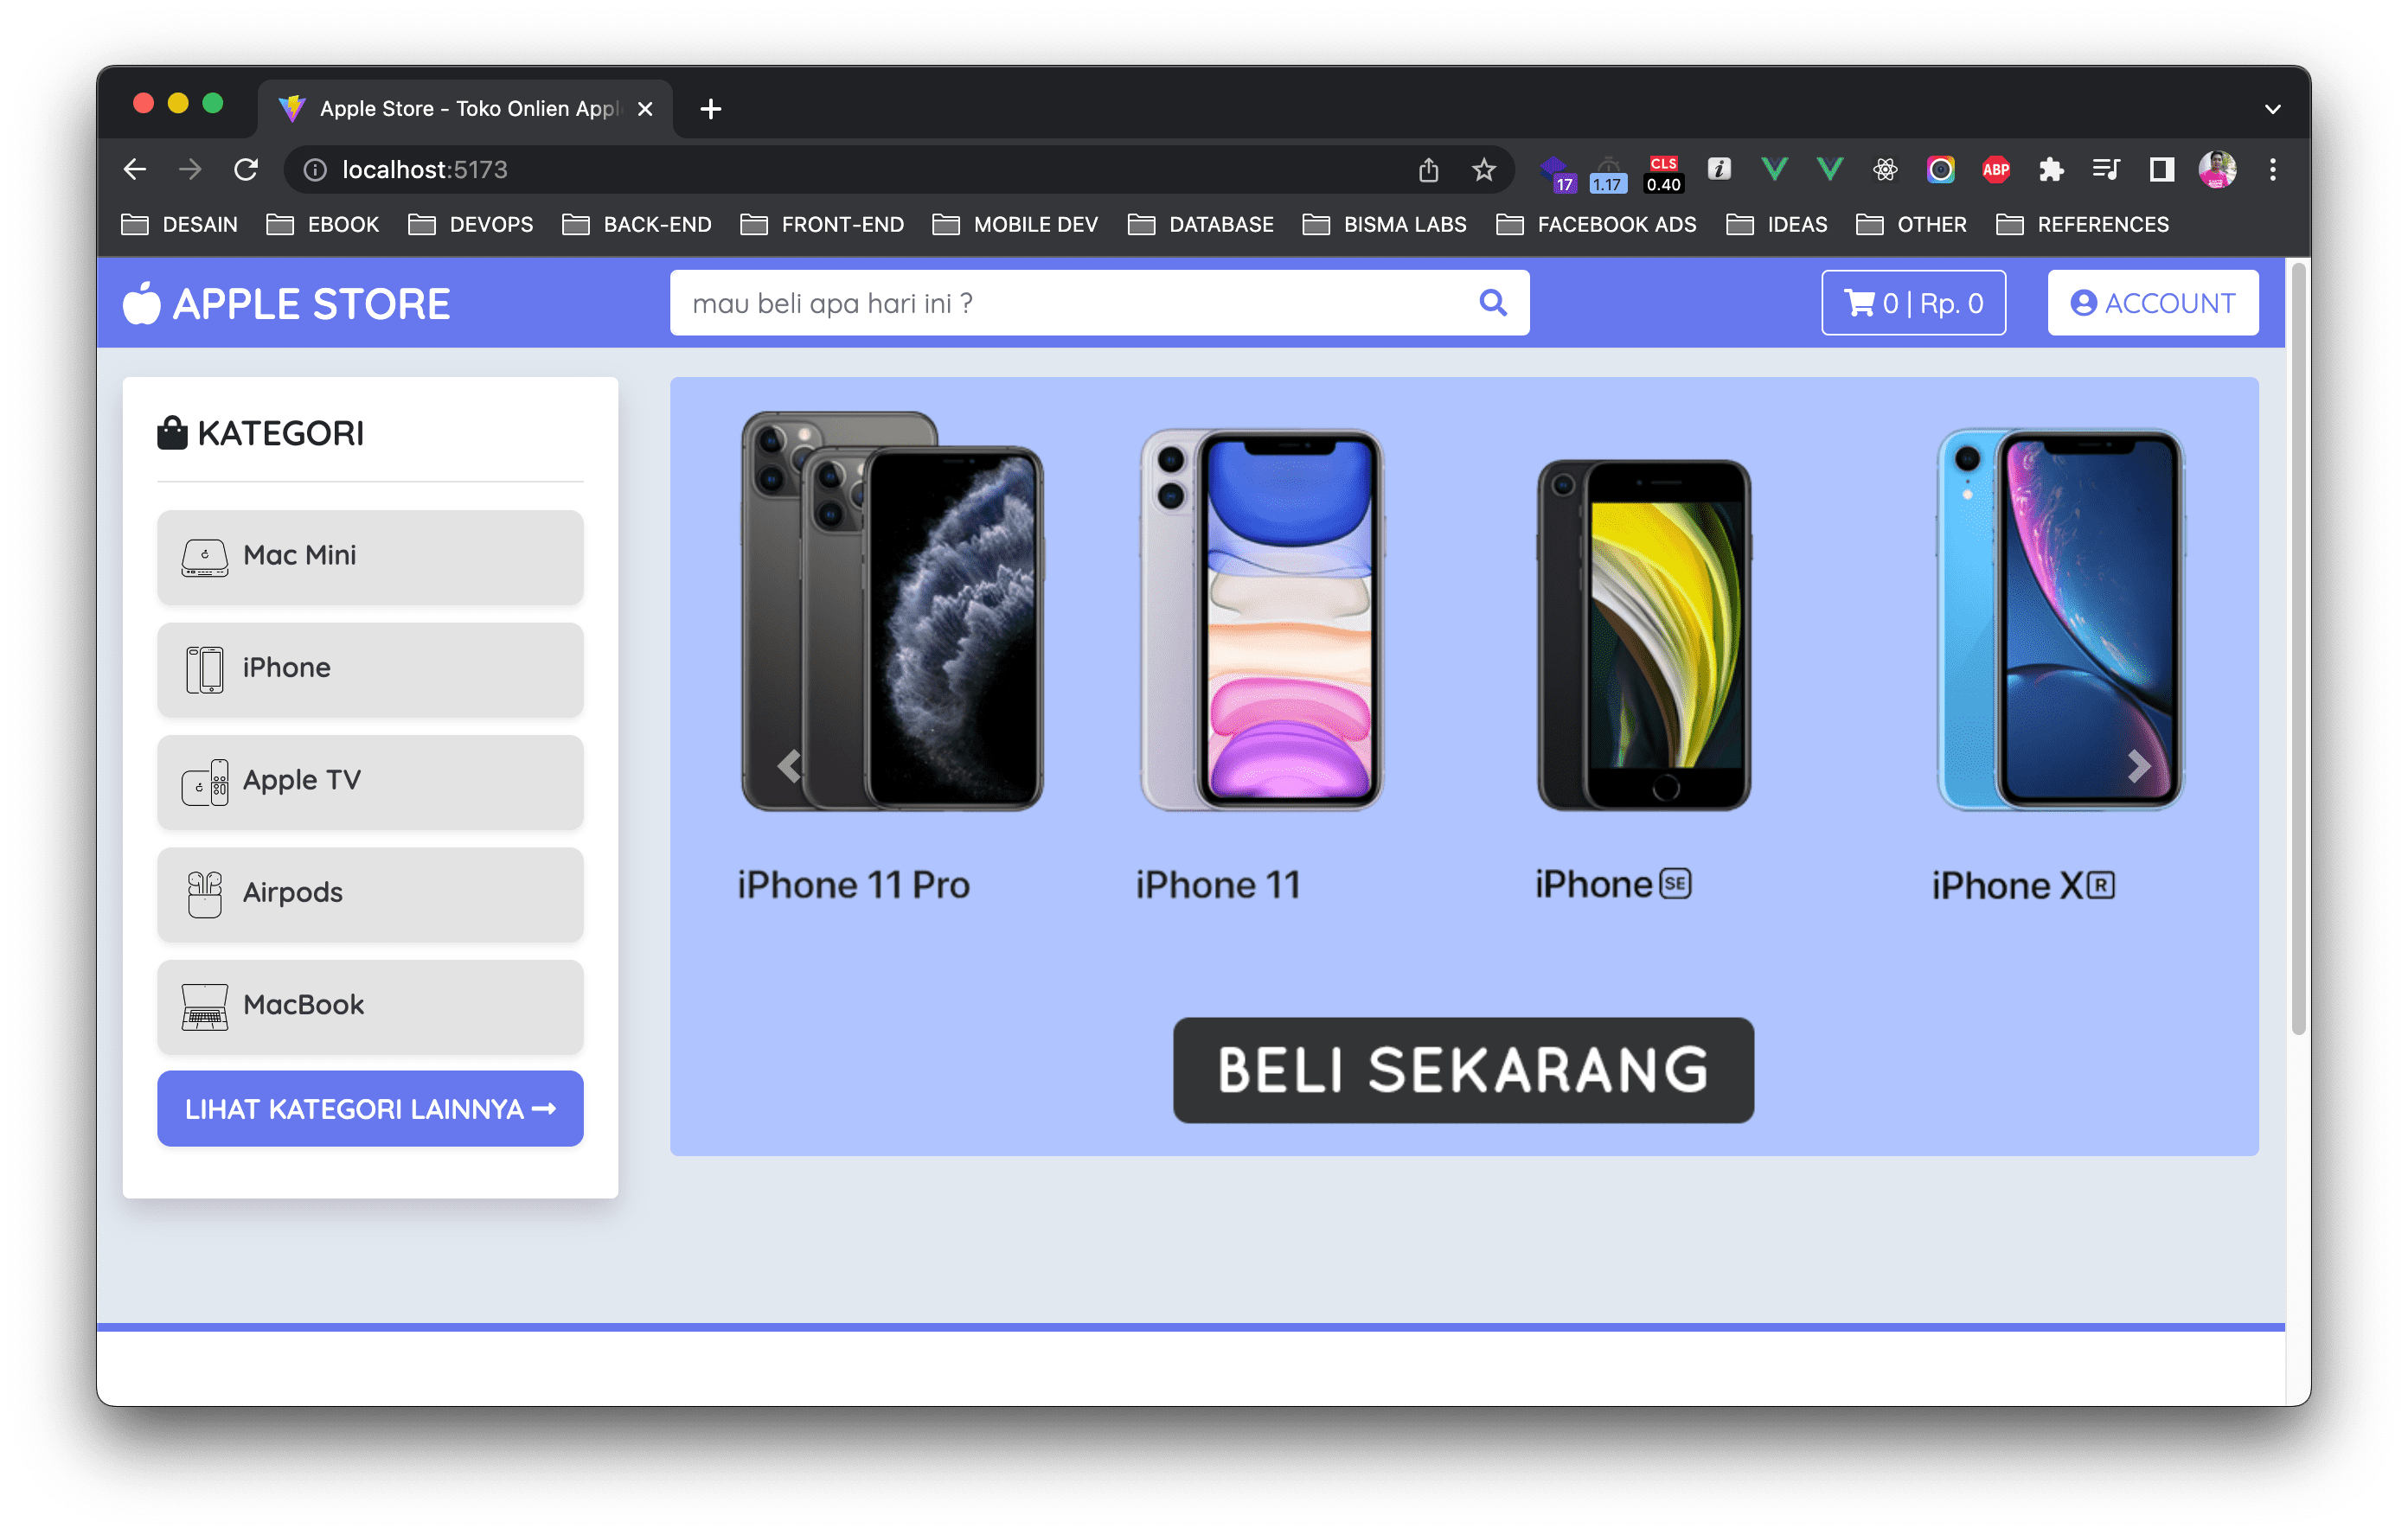 Apple Store - Toko Onlien Appl
localhost:5173
17
1.17
CLS
0.40
i
ABP
DESAIN EBOOK DEVOPS BACK-END FRONT-END MOBILE DEV DATABASE BISMA LABS FACEBOOK ADS IDEAS OTHER REFERENCES
APPLE STORE
mau beli apa hari ini ?
0 | Rp. 0
ACCOUNT
KATEGORI
Mac Mini
iPhone
Apple TV
Airpods
MacBook
LIHAT KATEGORI LAINNYA
iPhone 11 Pro
iPhone 11
iPhone SE
iPhone XR
BELI SEKARANG